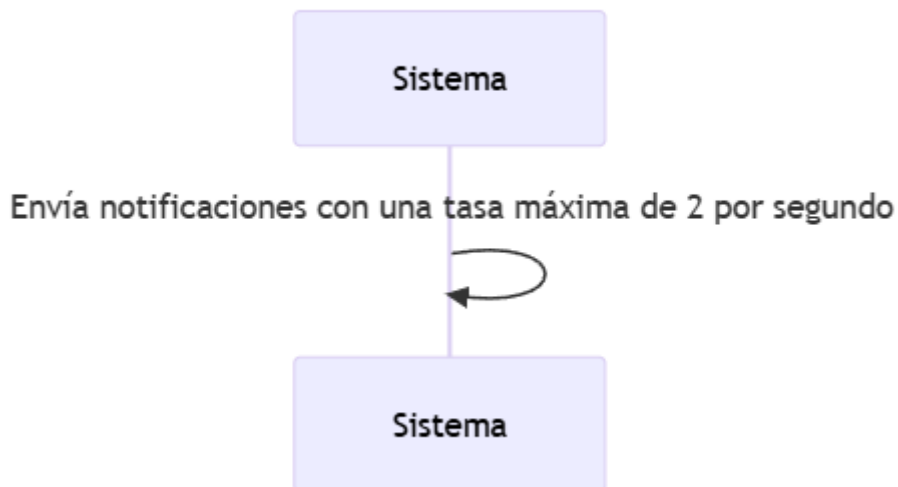 Sistema
Envía notificaciones con una tasa máxima de 2 por segundo
Sistema